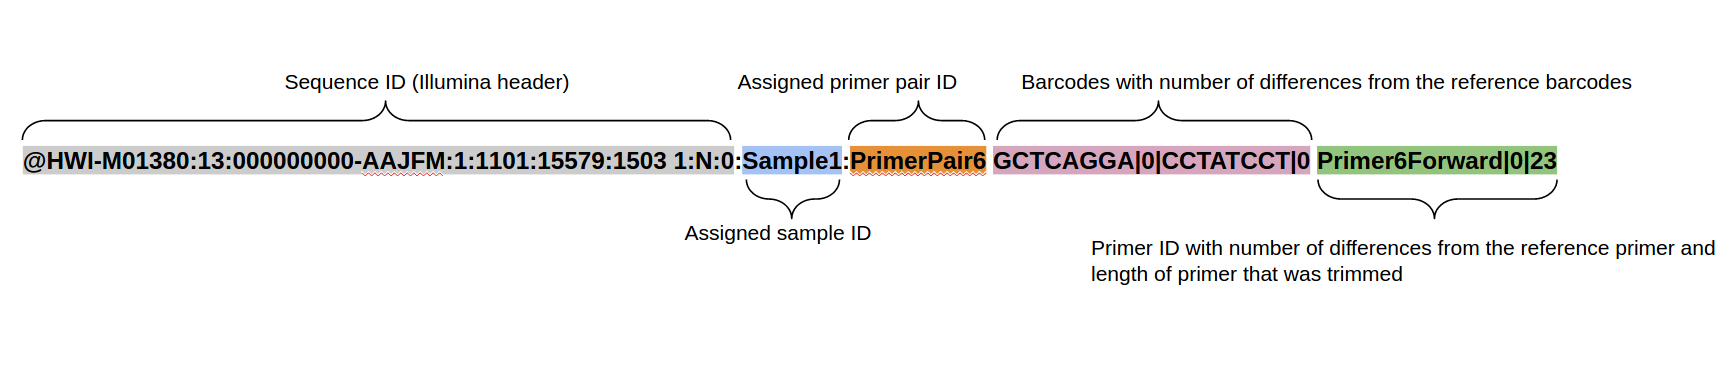 Sequence ID (Illumina header)
Assigned primer pair ID
Barcodes with number of differences from the reference barcodes
@HWI-M01380:13:000000000-AAJFM:1:1101:15579:1503 1:N:0:Sample1:PrimerPair6 GCTCAGGA|0|CCTATCCT|0 Primer6Forward|0|23
Assigned sample ID
Primer ID with number of differences from the reference primer and
length of primer that was trimmed